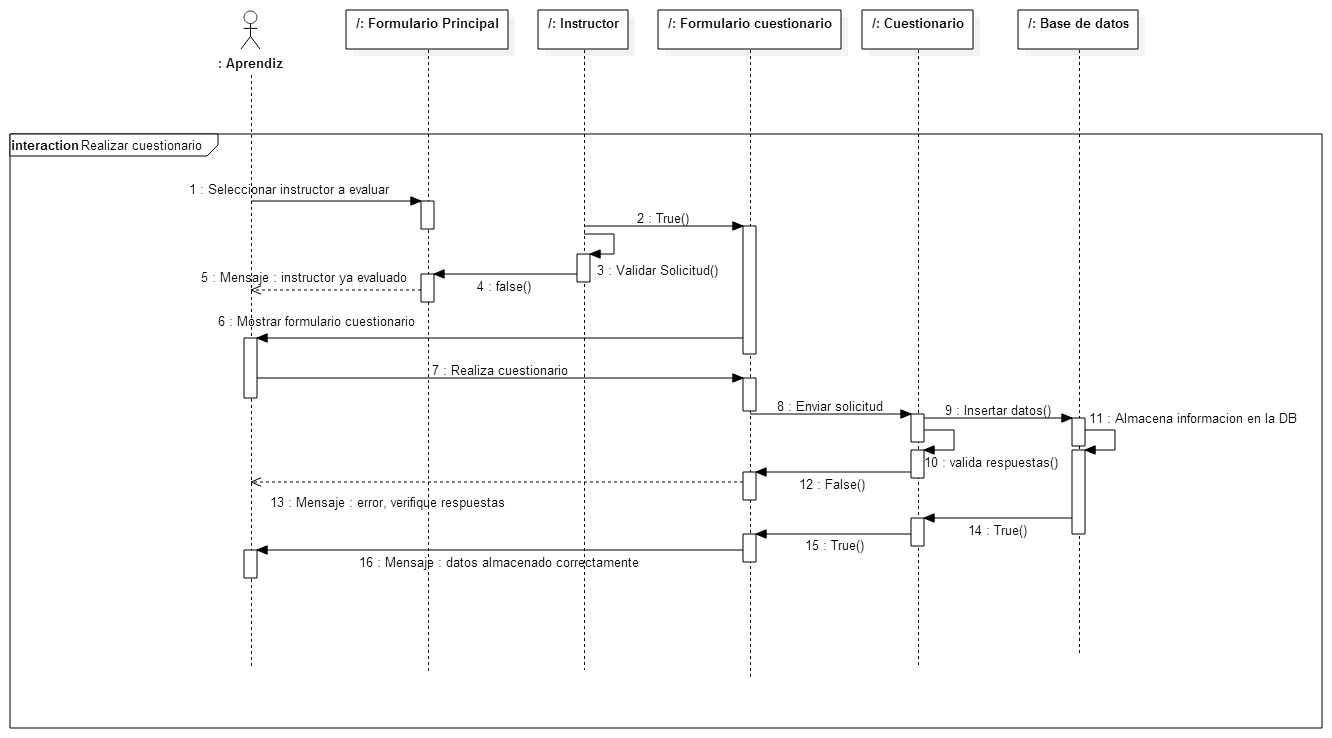 /: Formulario Principal
/: Instructor
/: Formulario cuestionario
/: Cuestionario
/: Base de datos
: Aprendiz
interaction Realizar cuestionario
1 : Seleccionar instructor a evaluar
2 : True()
3 : Validar Solicitud()
4 : false()
5 : Mensaje : instructor ya evaluado
6 : Mostrar formulario cuestionario
7 : Realiza cuestionario
8 : Enviar solicitud
9 : Insertar datos()
11 : Almacena informacion en la DB
10 : valida respuestas()
12 : False()
13 : Mensaje : error, verifique respuestas
14 : True()
15 : True()
16 : Mensaje : datos almacenado correctamente